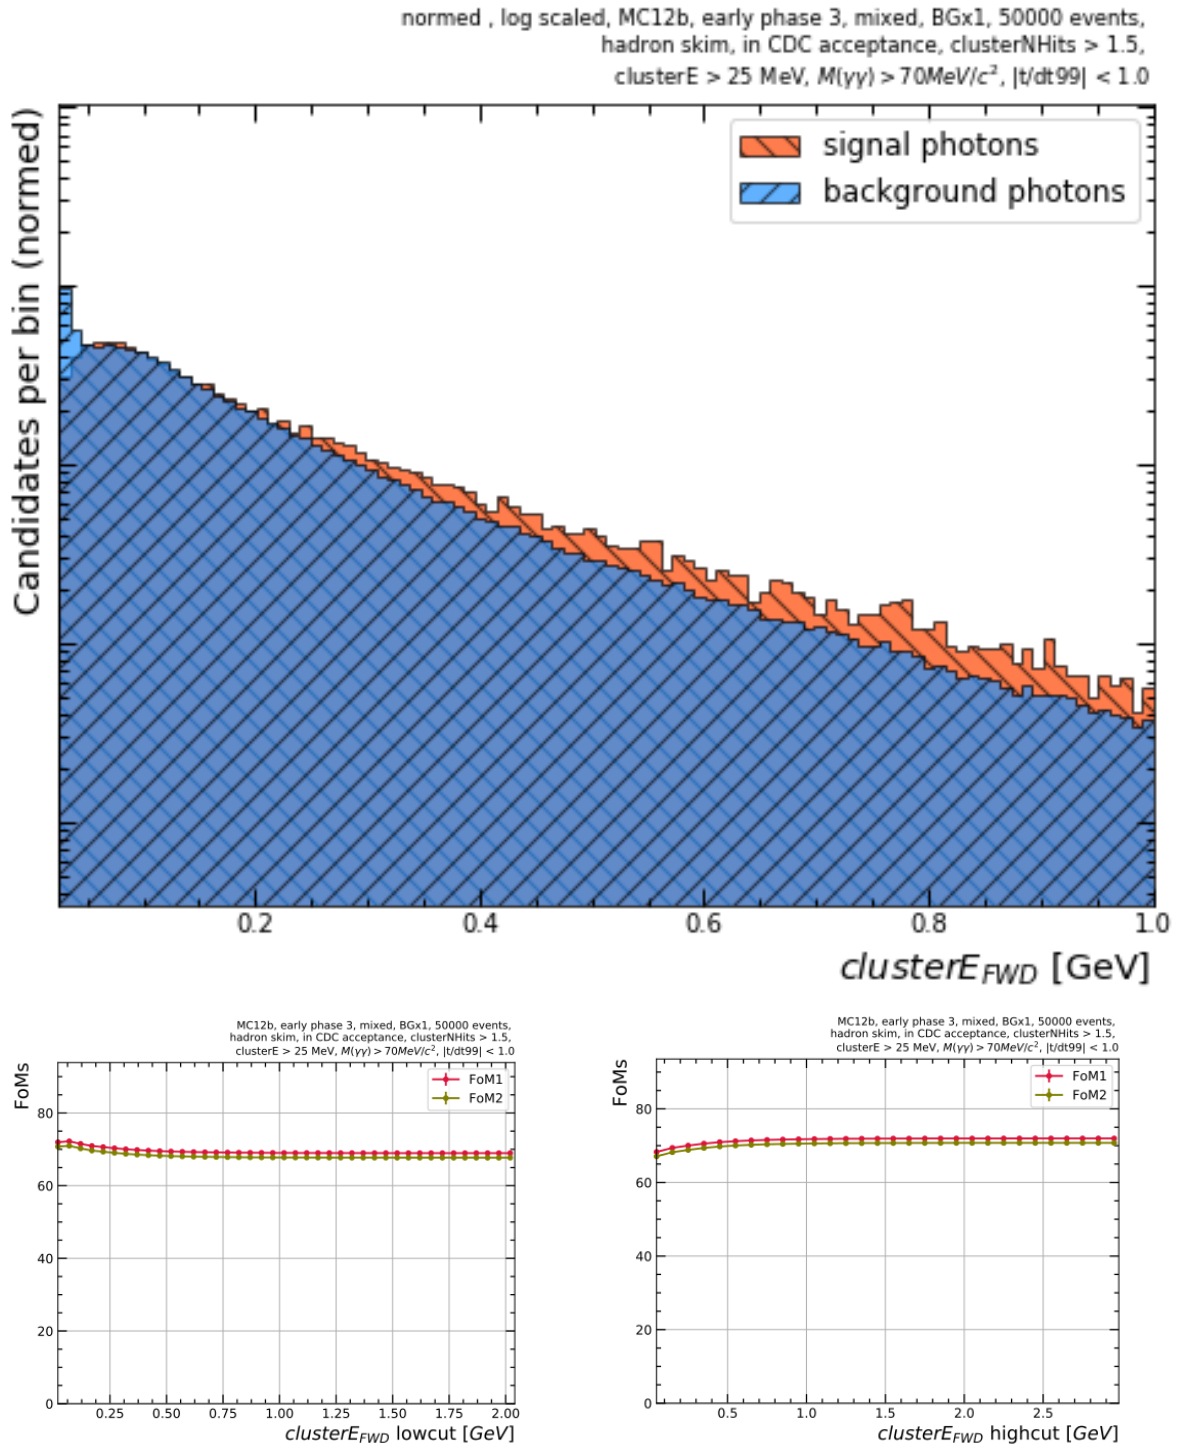 normed , log scaled, MC12b, early phase 3, mixed, BGx1, 50000 events,
hadron skim, in CDC acceptance, clusterNHits > 1.5,
clusterE > 25 MeV, M(γγ) > 70MeV/c², |t/dt99| < 1.0
Candidates per bin (normed)
signal photons
background photons
0.2 0.4 0.6 0.8 1.0
clusterE_FWD [GeV]
MC12b, early phase 3, mixed, BGx1, 50000 events,
hadron skim, in CDC acceptance, clusterNHits > 1.5,
clusterE > 25 MeV, M(γγ) > 70MeV/c², |t/dt99| < 1.0
FoMs
FoM1
FoM2
80
60
40
20
0
0.25 0.50 0.75 1.00 1.25 1.50 1.75 2.00
clusterE_FWD lowcut [GeV]
MC12b, early phase 3, mixed, BGx1, 50000 events,
hadron skim, in CDC acceptance, clusterNHits > 1.5,
clusterE > 25 MeV, M(γγ) > 70MeV/c², |t/dt99| < 1.0
FoMs
FoM1
FoM2
80
60
40
20
0
0.5 1.0 1.5 2.0 2.5
clusterE_FWD highcut [GeV]